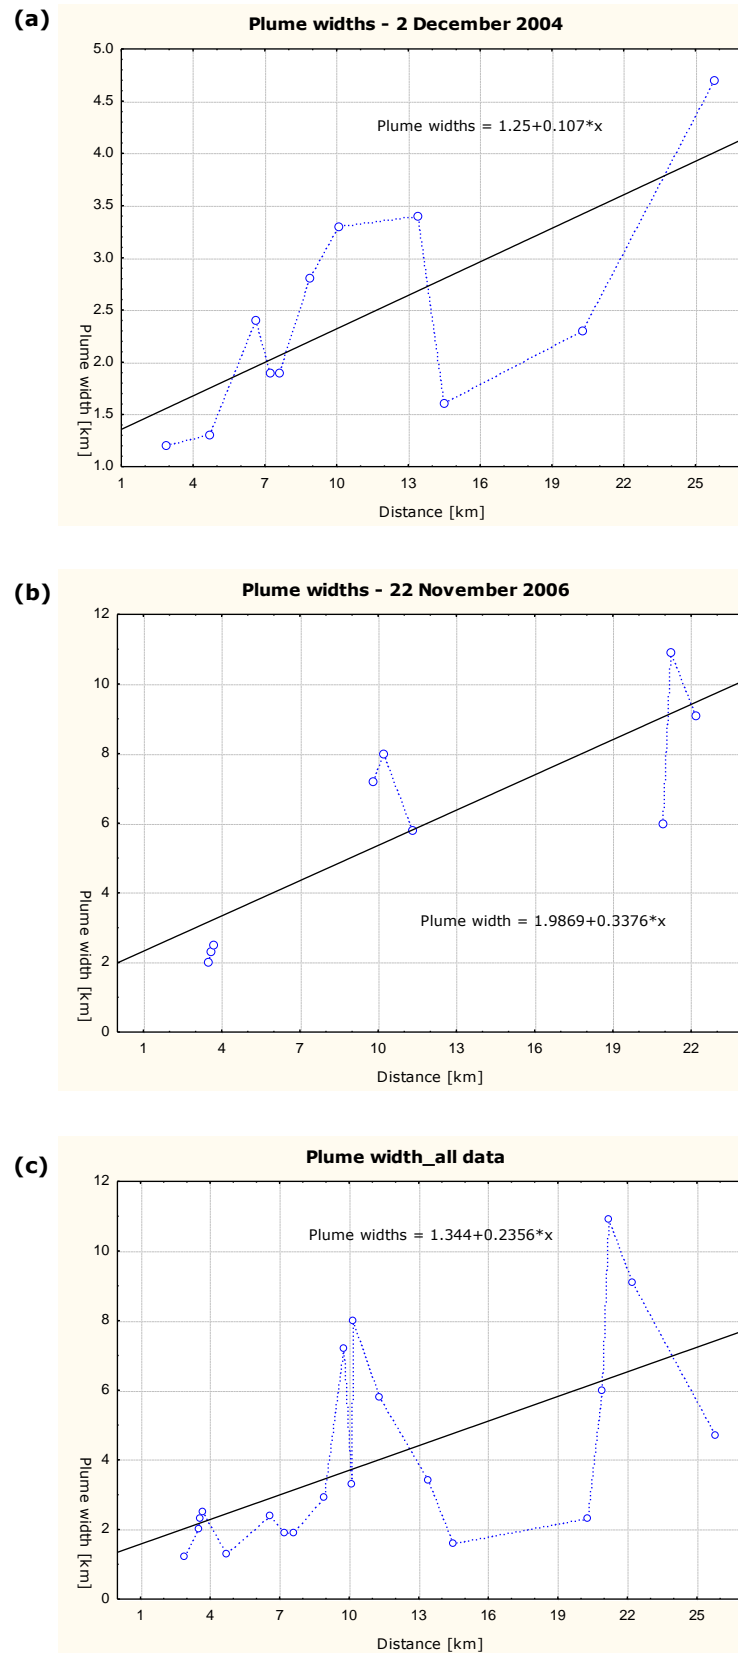 (a)
Plume widths - 2 December 2004
5.0
4.5
4.0
3.5
3.0
2.5
2.0
1.5
1.0
Plume width [km]
Plume widths = 1.25+0.107*x
1 4 7 10 13 16 19 22 25
Distance [km]
(b)
Plume widths - 22 November 2006
12
10
8
6
4
2
0
Plume width [km]
Plume width = 1.9869+0.3376*x
1 4 7 10 13 16 19 22
Distance [km]
(c)
Plume width_all data
12
10
8
6
4
2
0
Plume width [km]
Plume widths = 1.344+0.2356*x
1 4 7 10 13 16 19 22 25
Distance [km]